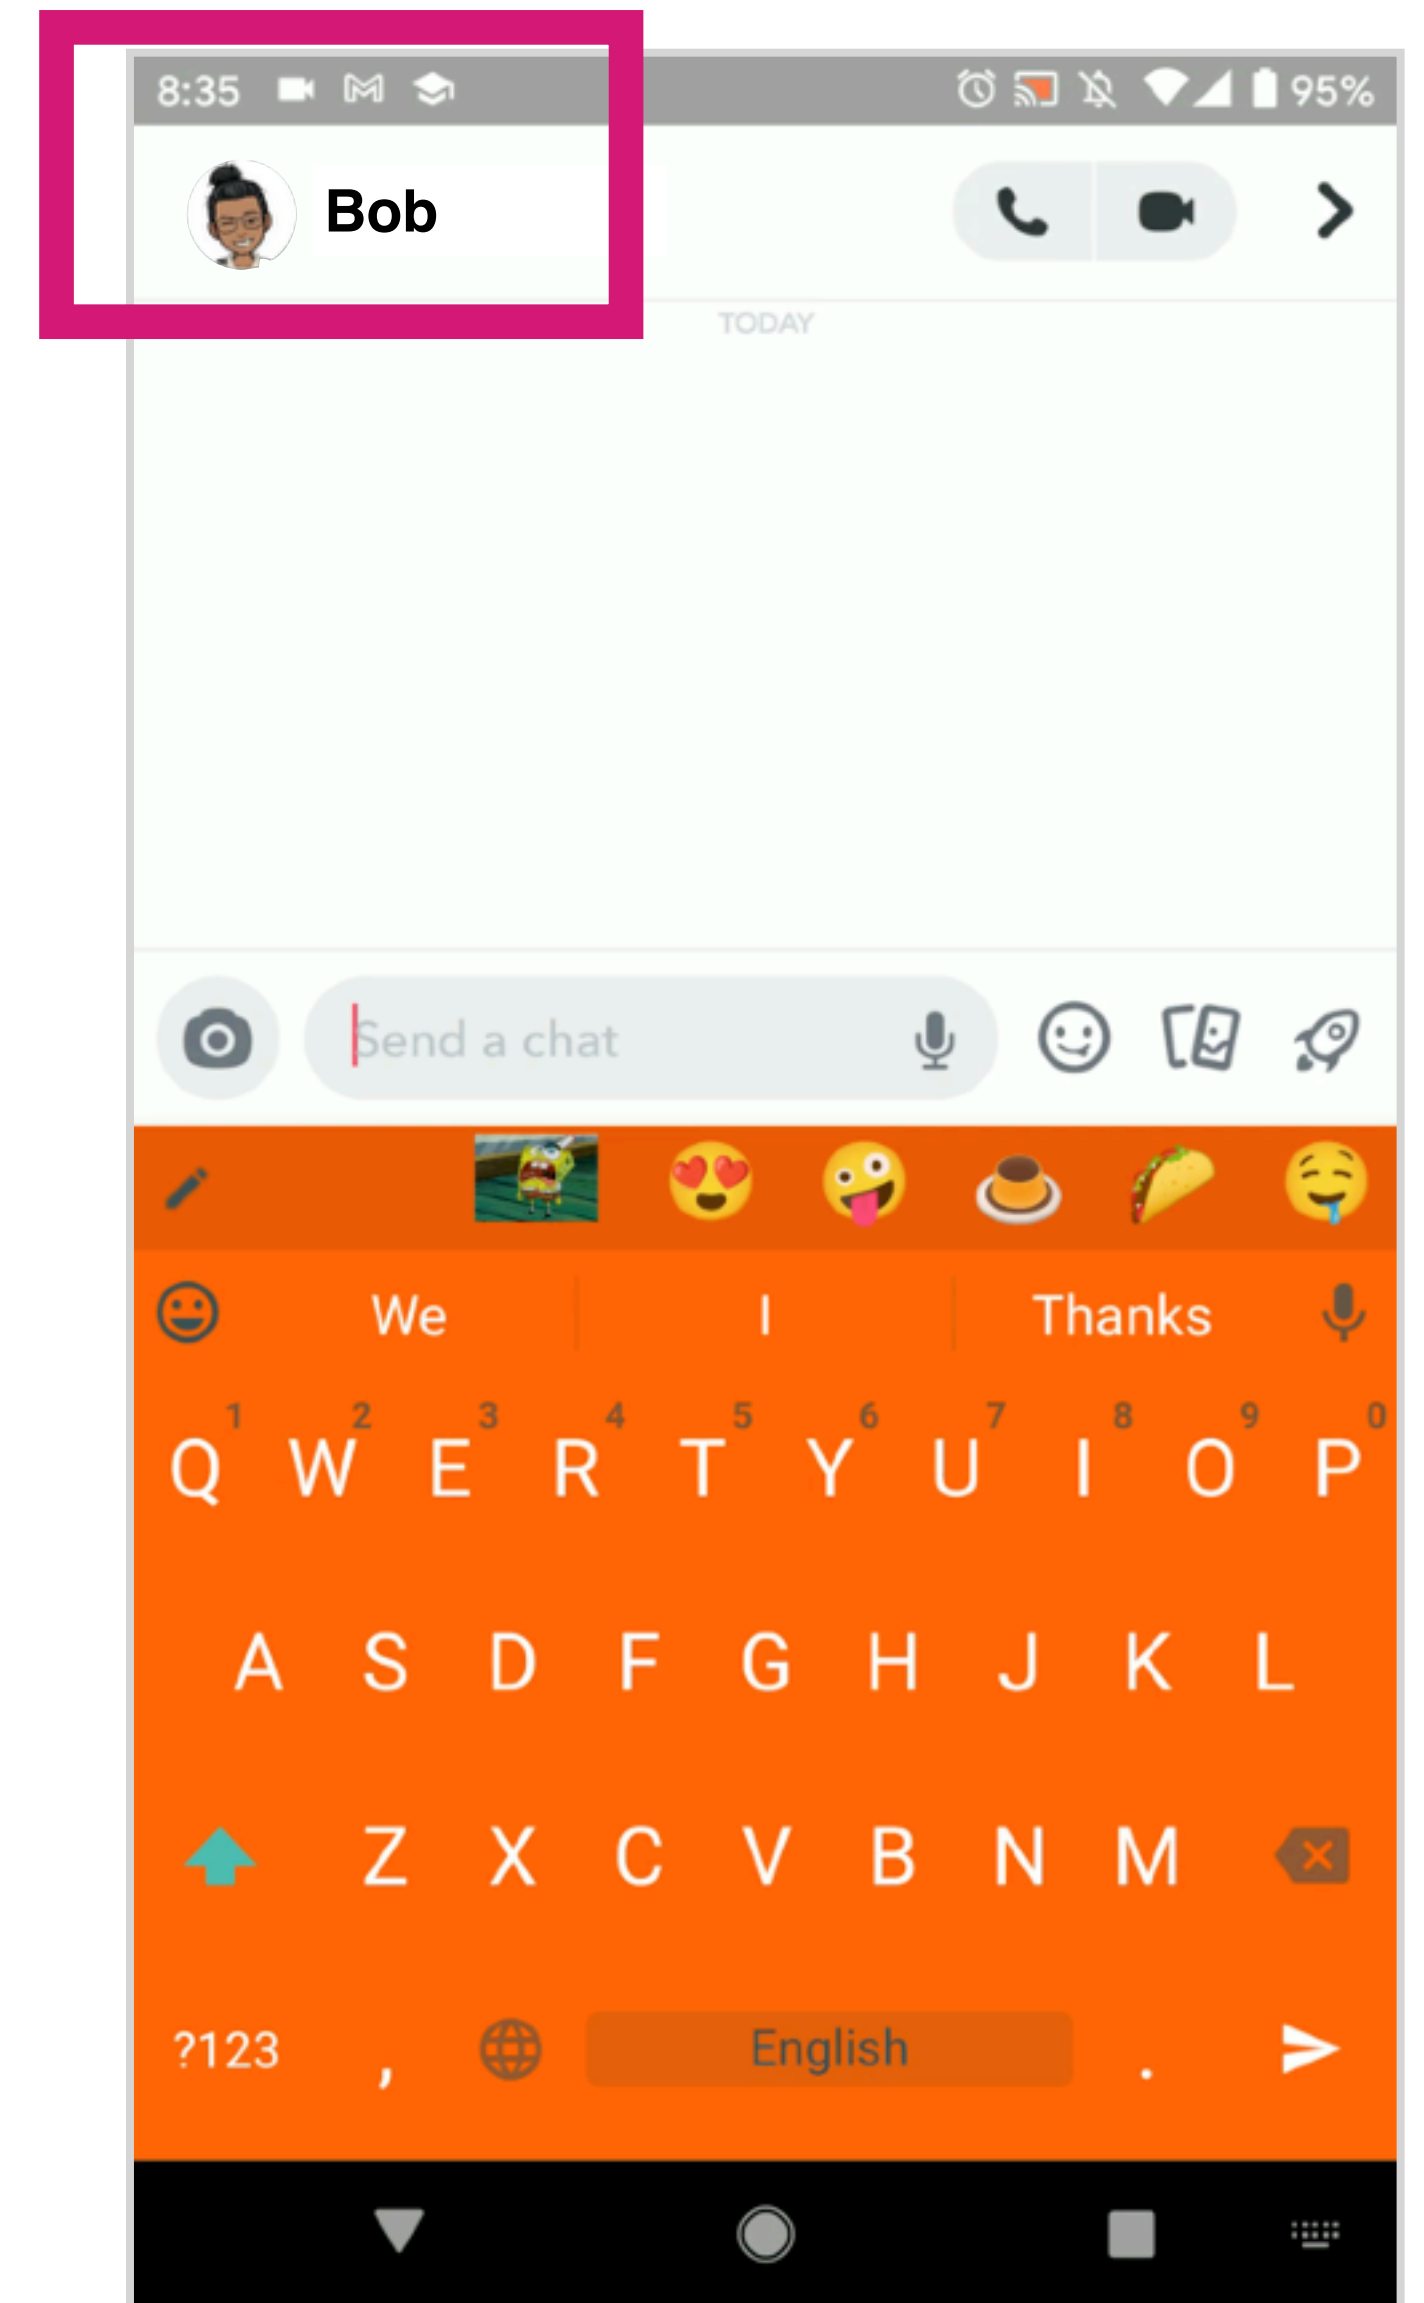 8:35 95%
Bob
TODAY
Send a chat
We I Thanks
1 2 3 4 5 6 7 8 9 0
Q W E R T Y U I O P
A S D F G H J K L
Z X C V B N M
?123 , English .